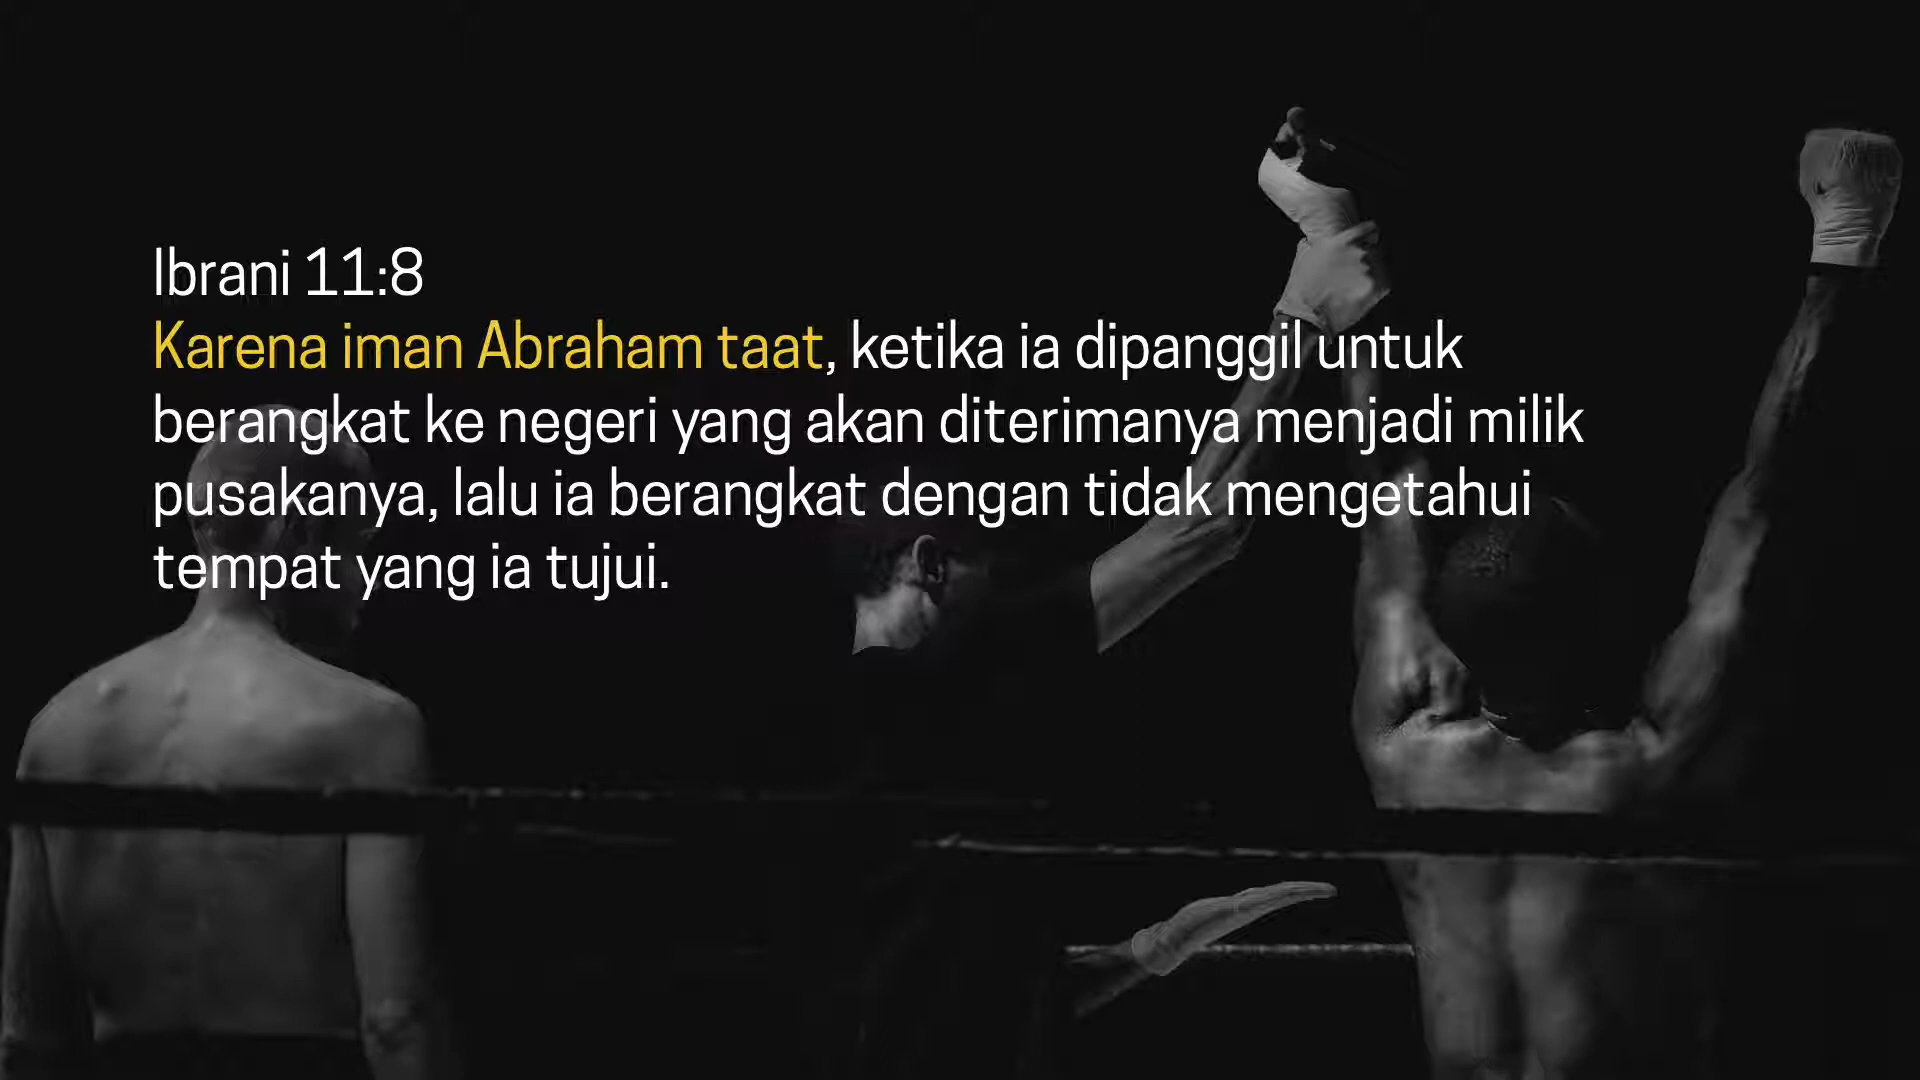 Ibrani 11:8
Karena iman Abraham taat, ketika ia dipanggil untuk
berangkat ke negeri yang akan diterimanya menjadi milik
pusakanya, lalu ia berangkat dengan tidak mengetahui
tempat yang ia tujui.